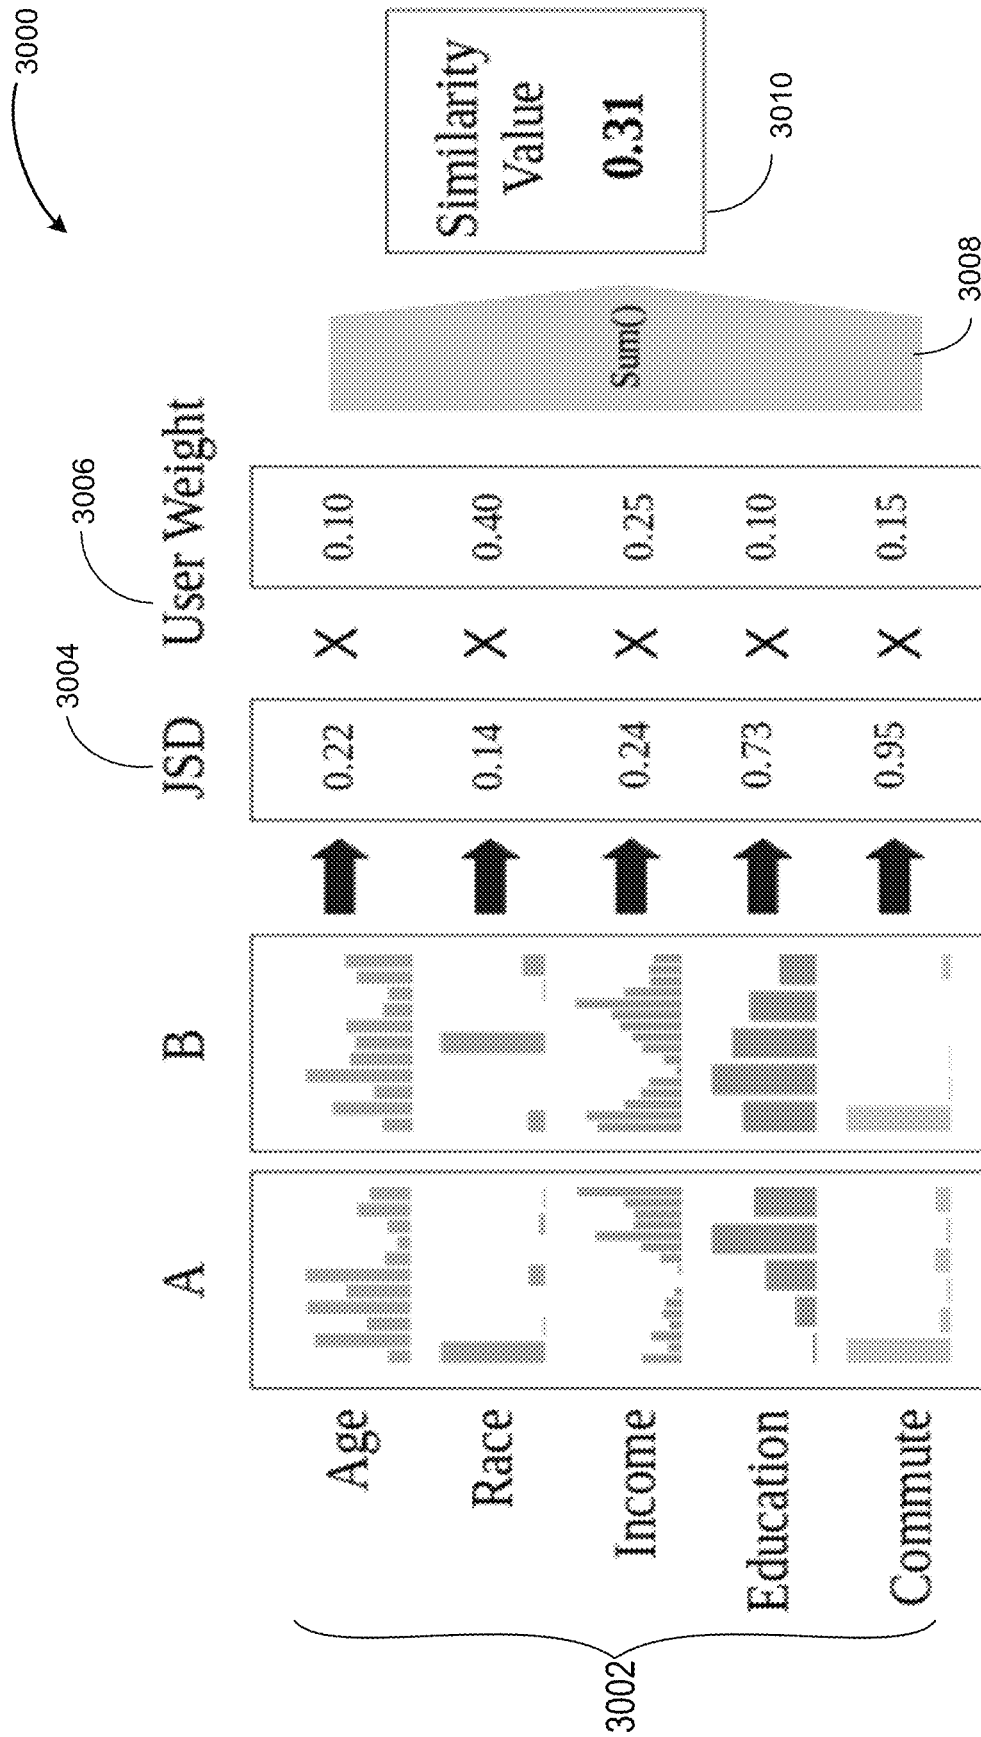 3000
3004
3006
A
B
JSD
User Weight
Age
0.22
X
0.10
Race
0.14
X
0.40
Income
0.24
X
0.25
Education
0.73
X
0.10
Commute
0.95
X
0.15
3002
Sum()
3008
Similarity
Value
0.31
3010